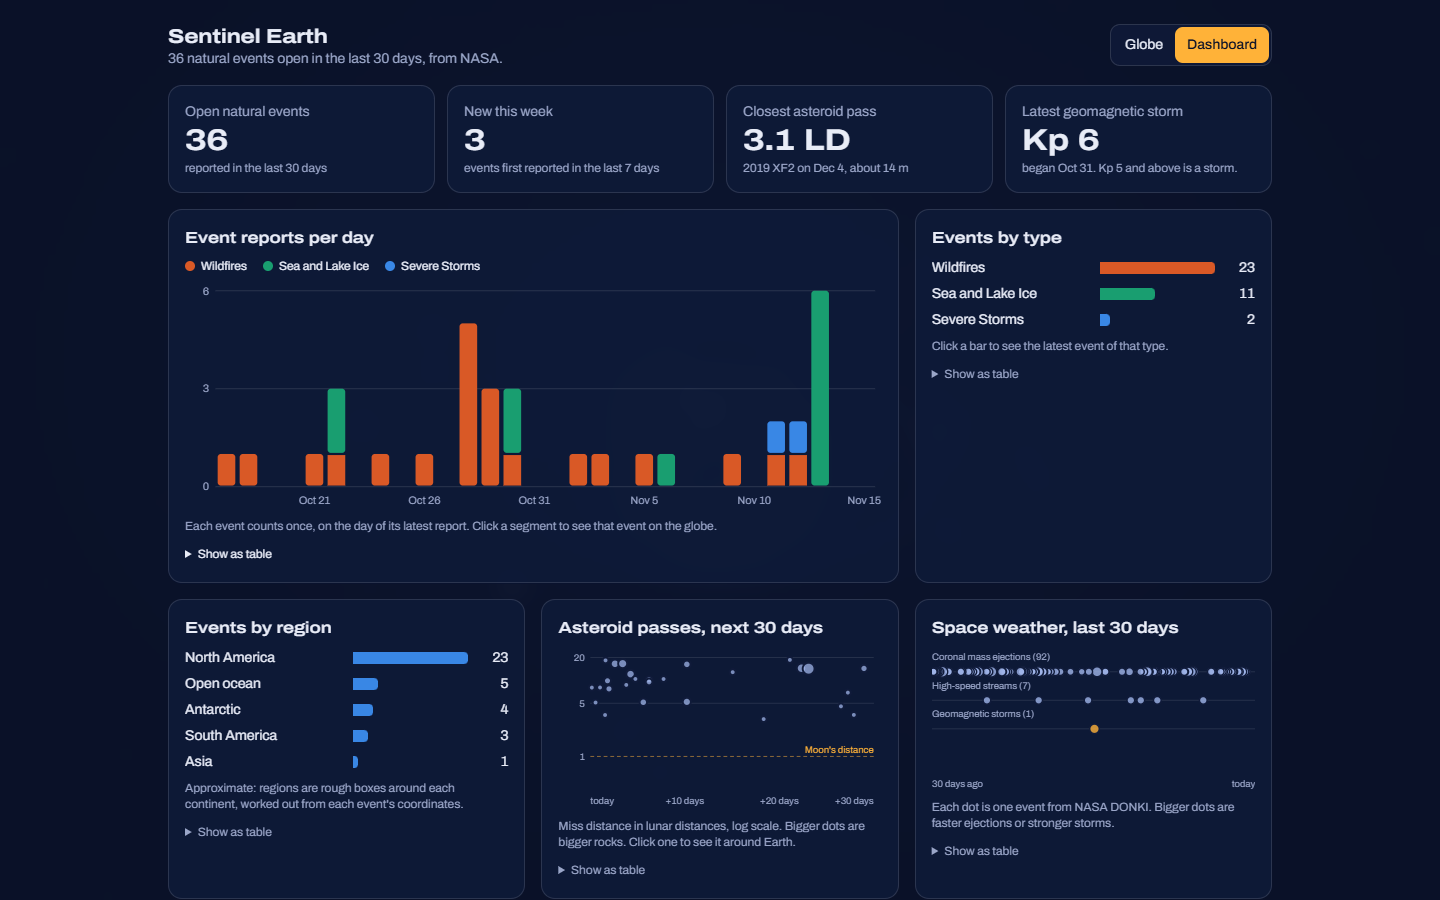 Sentinel Earth
36 natural events open in the last 30 days, from NASA.
Globe
Dashboard
Open natural events
36
reported in the last 30 days
New this week
3
events first reported in the last 7 days
Closest asteroid pass
3.1 LD
2019 XF2 on Dec 4, about 14 m
Latest geomagnetic storm
Kp 6
began Oct 31. Kp 5 and above is a storm.
Event reports per day
Wildfires
Sea and Lake Ice
Severe Storms
6
3
0
Oct 21
Oct 26
Oct 31
Nov 5
Nov 10
Nov 15
Each event counts once, on the day of its latest report. Click a segment to see that event on the globe.
Show as table
Events by type
Wildfires 23
Sea and Lake Ice 11
Severe Storms 2
Click a bar to see the latest event of that type.
Show as table
Events by region
North America 23
Open ocean 5
Antarctic 4
South America 3
Asia 1
Approximate: regions are rough boxes around each
continent, worked out from each event's coordinates.
Show as table
Asteroid passes, next 30 days
20
5
Moon's distance
1
today
+10 days
+20 days
+30 days
Miss distance in lunar distances, log scale. Bigger dots are
bigger rocks. Click one to see it around Earth.
Show as table
Space weather, last 30 days
Coronal mass ejections (92)
High-speed streams (7)
Geomagnetic storms (1)
30 days ago
today
Each dot is one event from NASA DONKI. Bigger dots are
faster ejections or stronger storms.
Show as table